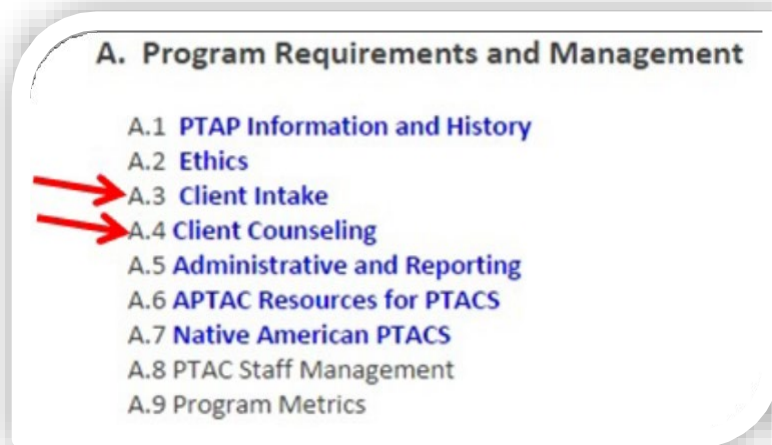 A. Program Requirements and Management
A.1 PTAP Information and History
A.2 Ethics
A.3 Client Intake
A.4 Client Counseling
A.5 Administrative and Reporting
A.6 APTAC Resources for PTACS
A.7 Native American PTACS
A.8 PTAC Staff Management
A.9 Program Metrics